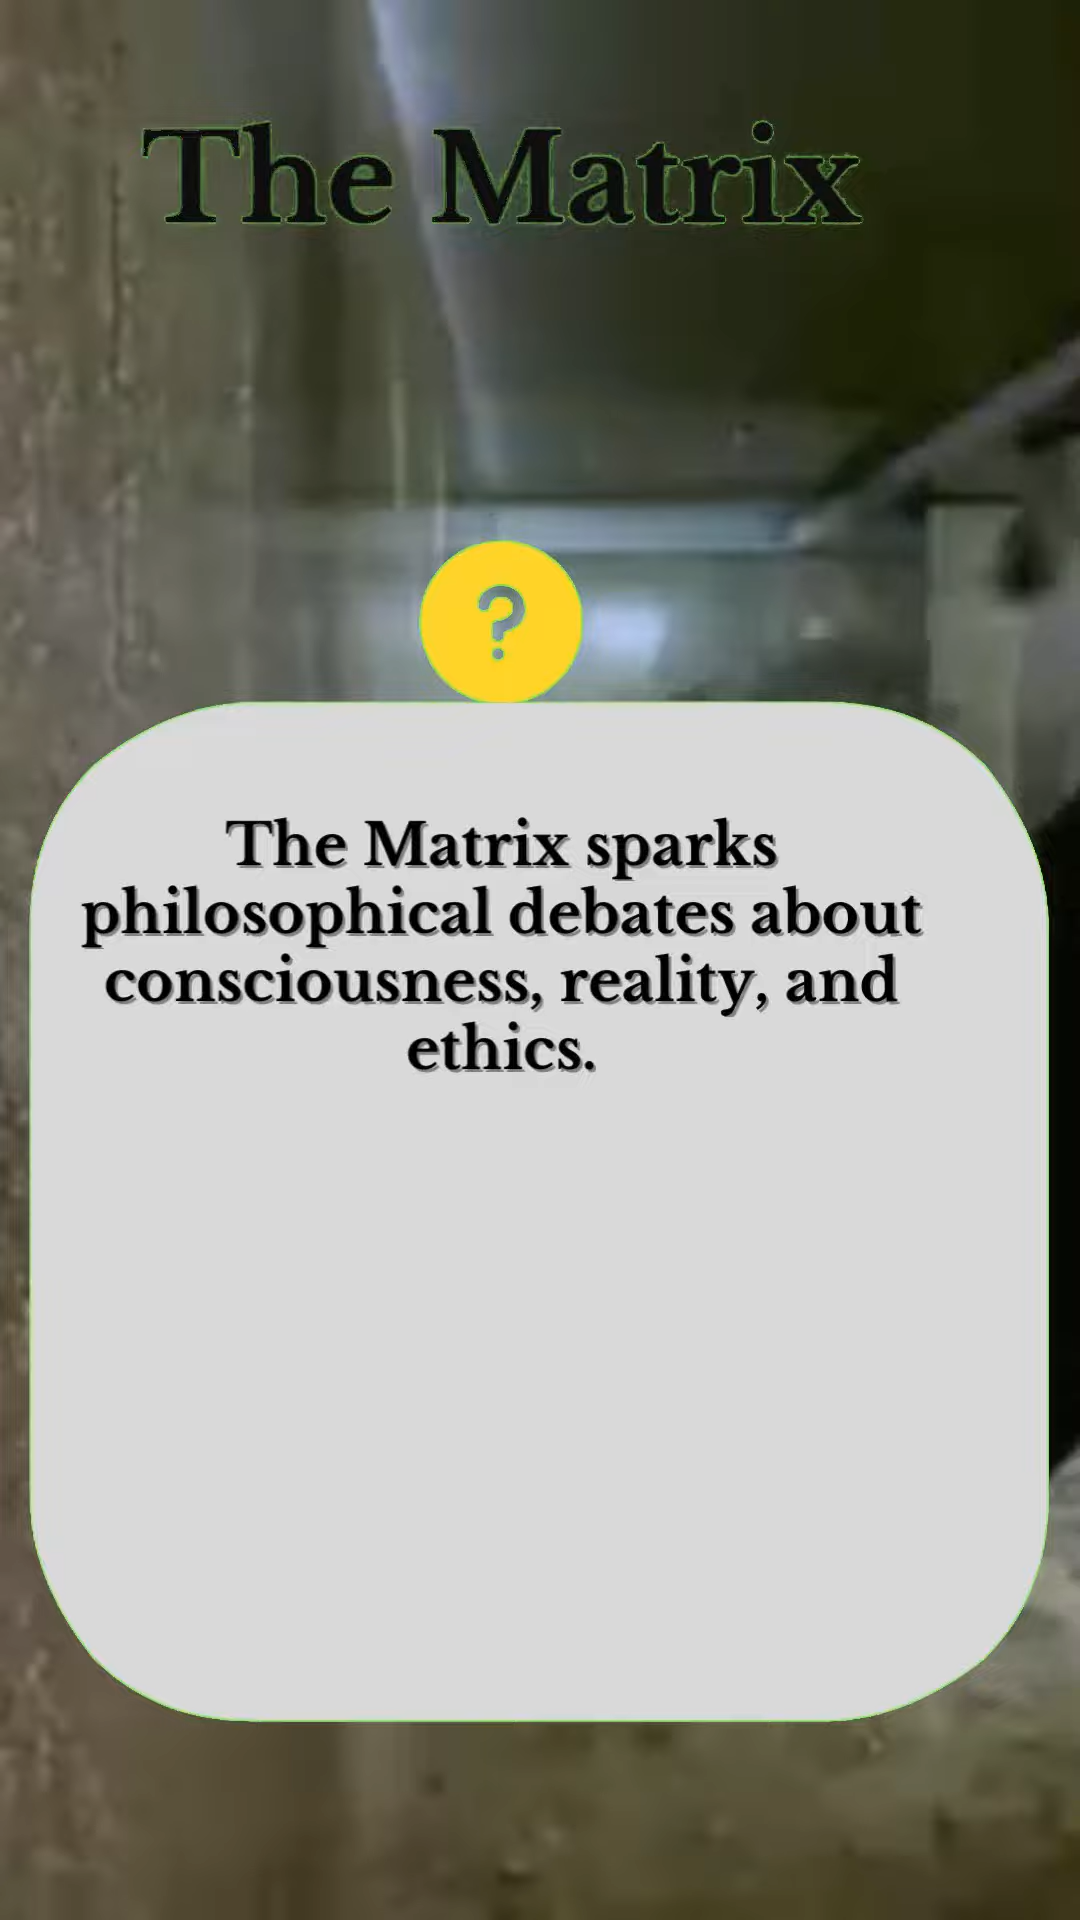 The Matrix
?
The Matrix sparks
philosophical debates about
consciousness, reality, and
ethics.